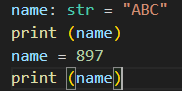 name: str = "ABC"
print (name)
name = 897
print (name)